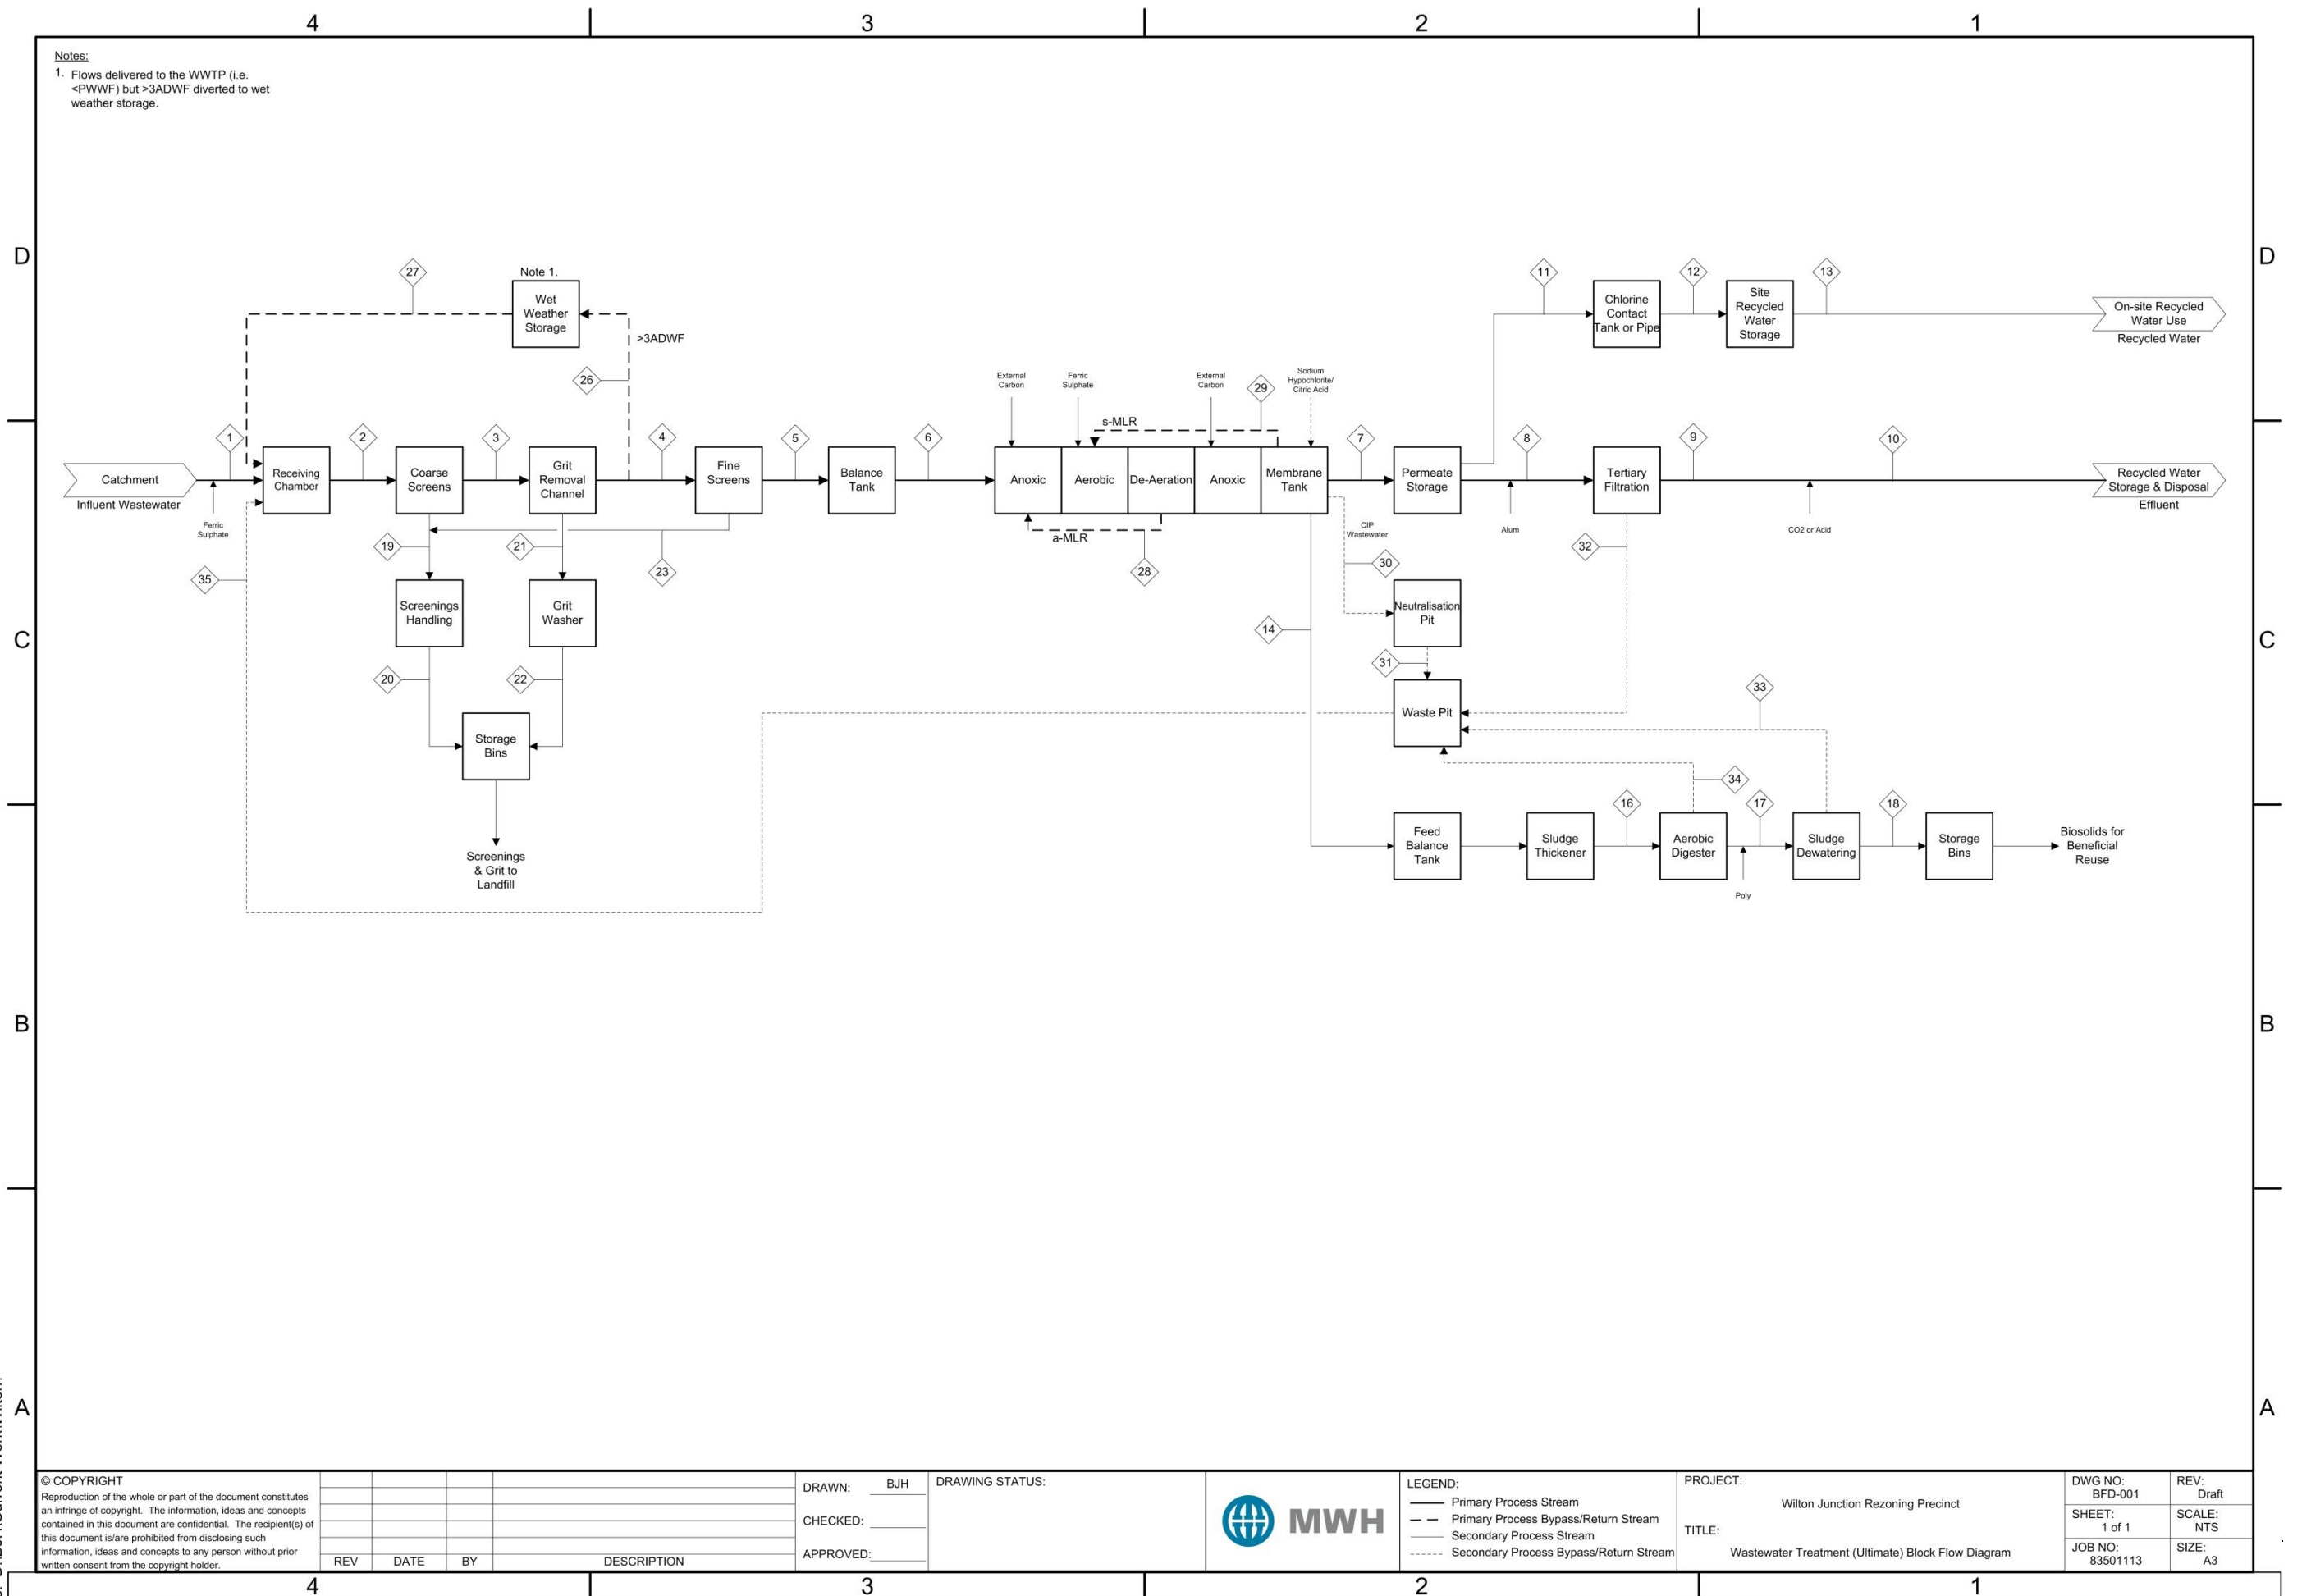 4 3 2 1
Notes:
1. Flows delivered to the WWTP (i.e.
<PWWF) but >3ADWF diverted to wet
weather storage.
D D
27
Note 1.
Wet
Weather
Storage
>3ADWF
26
11
Chlorine
Contact
Tank or Pipe
12
Site
Recycled
Water
Storage
13
On-site Recycled
Water Use
Recycled Water
External
Carbon
Ferric
Sulphate
External
Carbon
29
Sodium
Hypochlorite/
Citric Acid
s-MLR
Catchment
Influent Wastewater
1
Ferric
Sulphate
Receiving
Chamber
2
Coarse
Screens
3
Grit
Removal
Channel
4
Fine
Screens
5
Balance
Tank
6
Anoxic
Aerobic
De-Aeration
Anoxic
Membrane
Tank
7
Permeate
Storage
8
Alum
Tertiary
Filtration
9
CO2 or Acid
10
Recycled Water
Storage & Disposal
Effluent
a-MLR
28
CIP
Wastewater
30
32
35
19
21
23
Screenings
Handling
Grit
Washer
C C
14
Neutralisation
Pit
31
20
22
Storage
Bins
Waste Pit
33
34
Screenings
& Grit to
Landfill
Feed
Balance
Tank
Sludge
Thickener
16
Aerobic
Digester
17
Poly
Sludge
Dewatering
18
Storage
Bins
Biosolids for
Beneficial
Reuse
B B
A A
© COPYRIGHT
Reproduction of the whole or part of the document constitutes
an infringe of copyright. The information, ideas and concepts
contained in this document are confidential. The recipient(s) of
this document is/are prohibited from disclosing such
information, ideas and concepts to any person without prior
written consent from the copyright holder.
REV DATE BY DESCRIPTION
DRAWN: BJH
CHECKED:
APPROVED:
DRAWING STATUS:
MWH
LEGEND:
Primary Process Stream
Primary Process Bypass/Return Stream
Secondary Process Stream
Secondary Process Bypass/Return Stream
PROJECT:
Wilton Junction Rezoning Precinct
TITLE:
Wastewater Treatment (Ultimate) Block Flow Diagram
DWG NO:
BFD-001
REV:
Draft
SHEET:
1 of 1
SCALE:
NTS
JOB NO:
83501113
SIZE:
A3
4 3 2 1